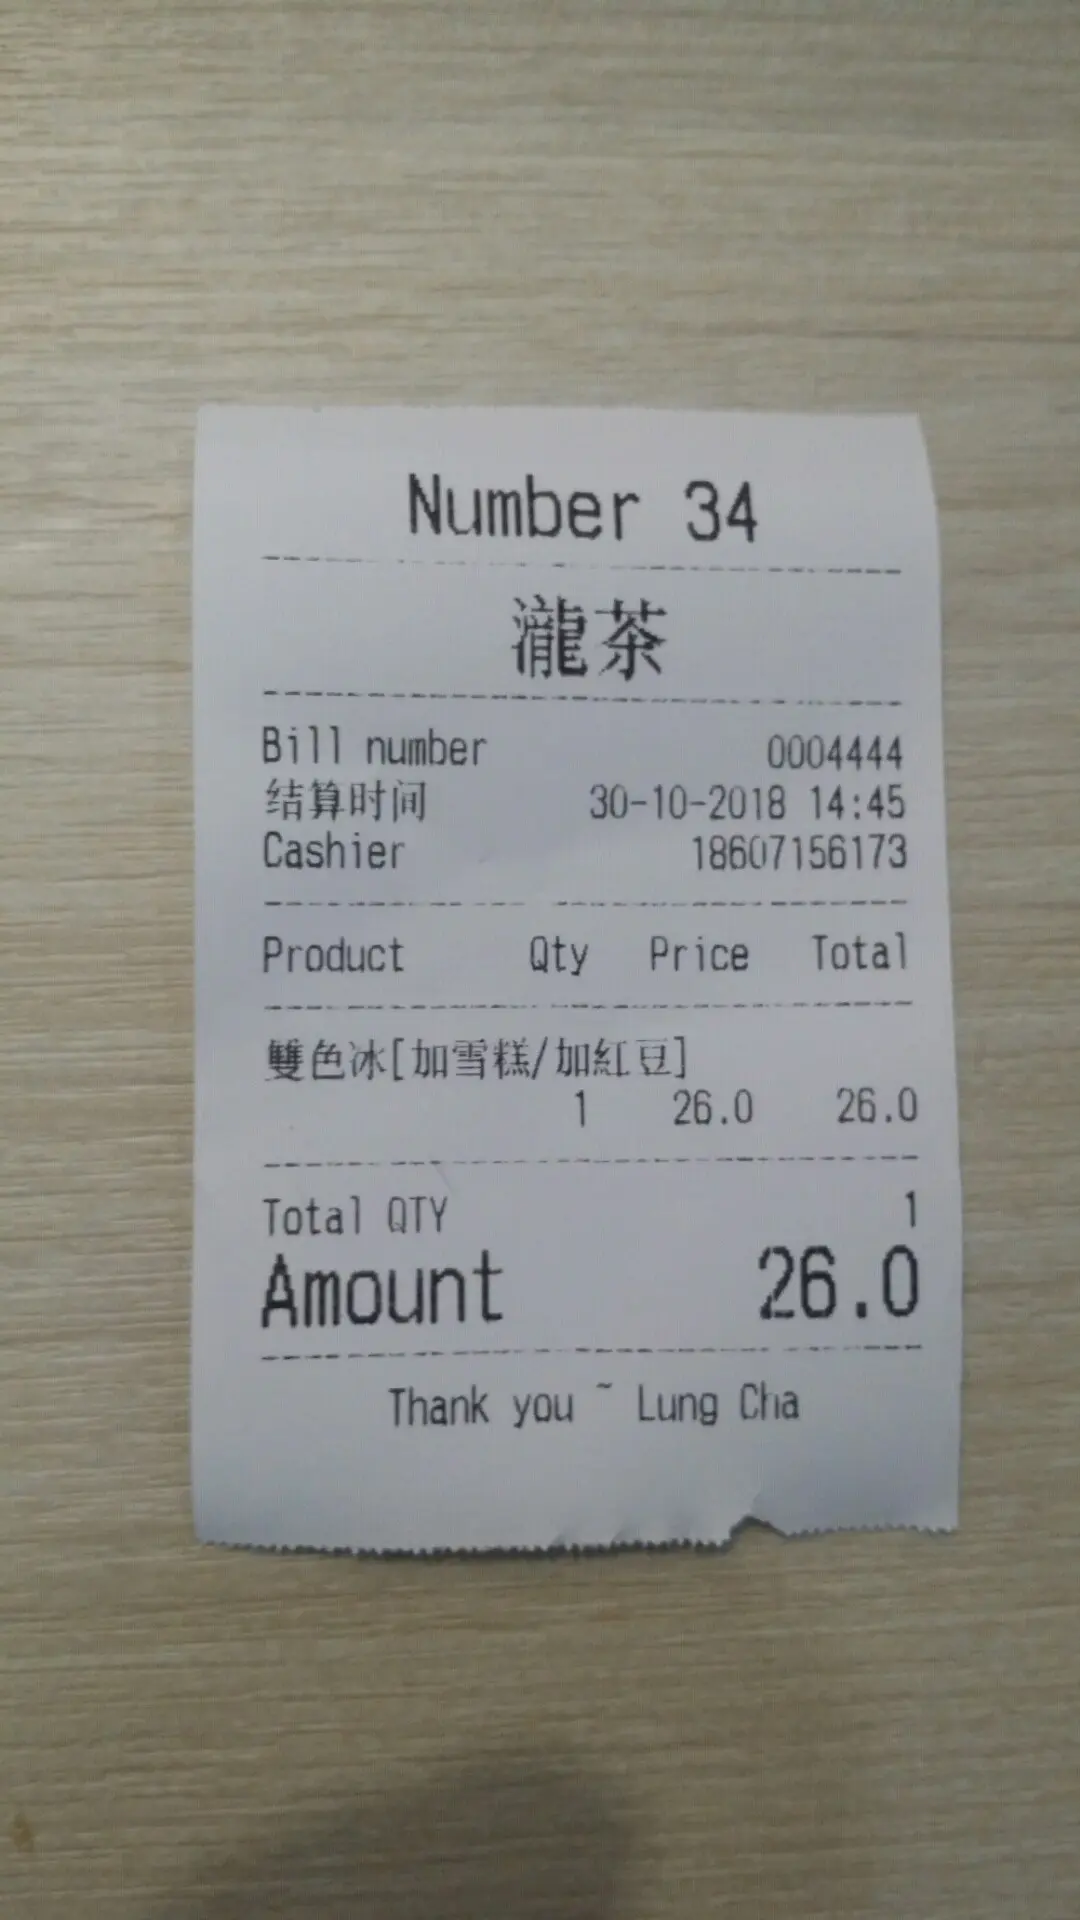 Number 34
瀧茶
Bill number 0004444
结算时间 30-10-2018 14:45
Cashier 18607156173
Product Qty Price Total
雙色冰[加雪糕/加紅豆]
1 26.0 26.0
Total QTY 1
Amount 26.0
Thank you ~ Lung Cha